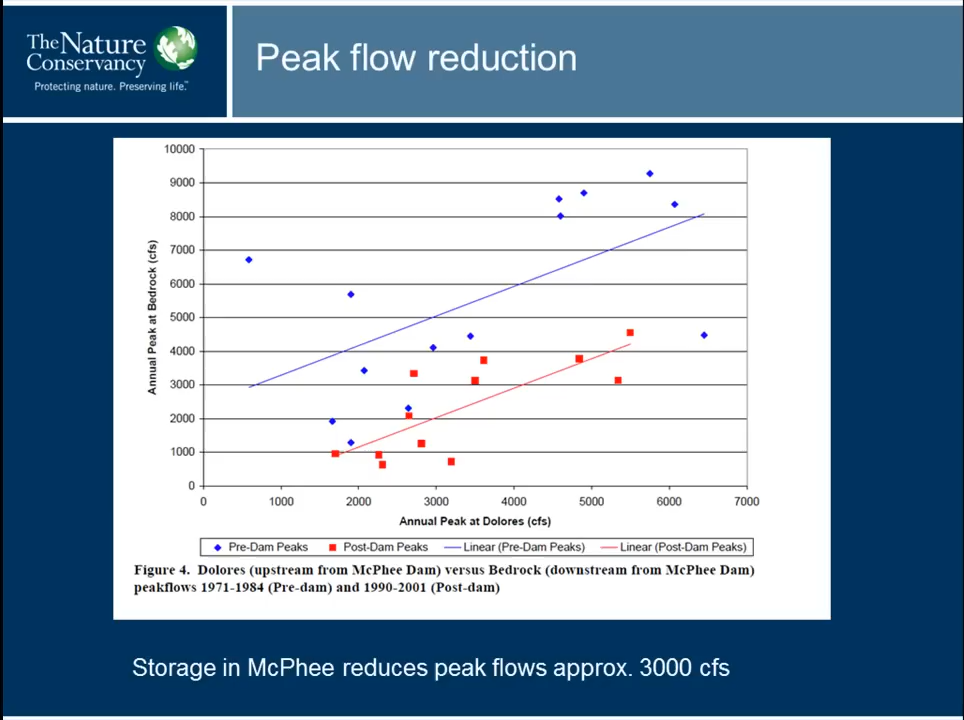 The Nature
Conservancy
Protecting nature. Preserving life.™
Peak flow reduction
10000
9000
8000
7000
6000
5000
4000
3000
2000
1000
0
Annual Peak at Bedrock (cfs)
0 1000 2000 3000 4000 5000 6000 7000
Annual Peak at Dolores (cfs)
Pre-Dam Peaks Post-Dam Peaks Linear (Pre-Dam Peaks) Linear (Post-Dam Peaks)
Figure 4. Dolores (upstream from McPhee Dam) versus Bedrock (downstream from McPhee Dam)
peakflows 1971-1984 (Pre-dam) and 1990-2001 (Post-dam)
Storage in McPhee reduces peak flows approx. 3000 cfs